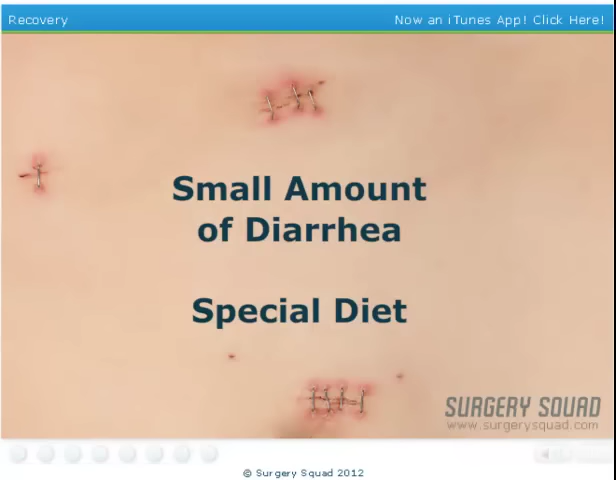 Recovery
Now an iTunes App! Click Here!
Small Amount
of Diarrhea
Special Diet
SURGERY SQUAD
www.surgerysquad.com
© Surgery Squad 2012